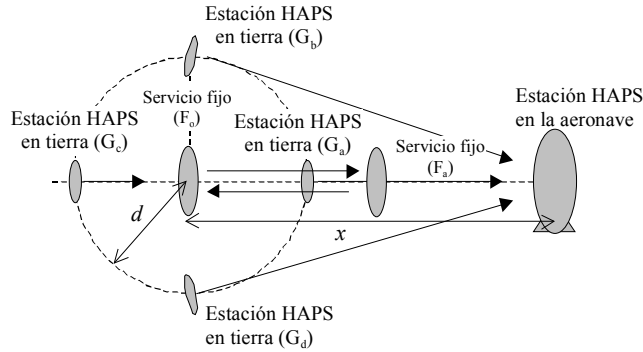 Estación HAPS
en tierra (G_b)
Servicio fijo
(F_o)
Estación HAPS
en tierra (G_c)
Estación HAPS
en tierra (G_a)
Servicio fijo
(F_a)
Estación HAPS
en la aeronave
d
x
Estación HAPS
en tierra (G_d)